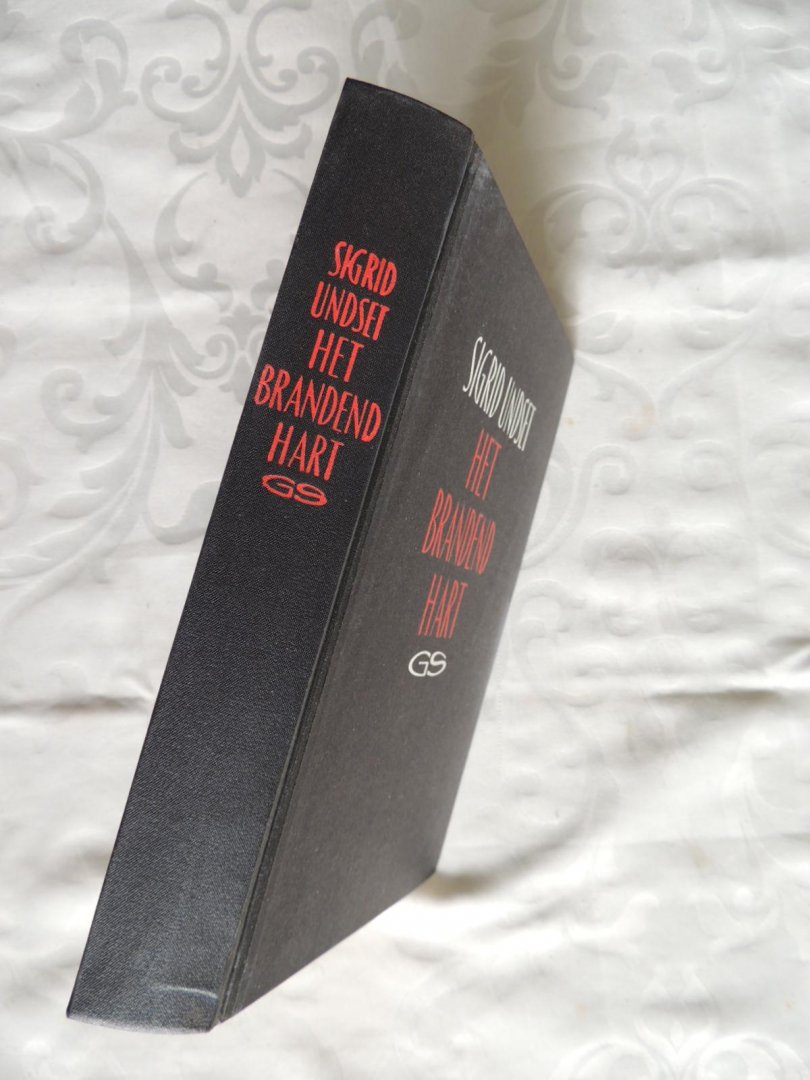 SIGRID
UNDSET
HET
BRANDEND
HART
GS
SIGRID UNDSET
HET
BRANDEND
HART
GS